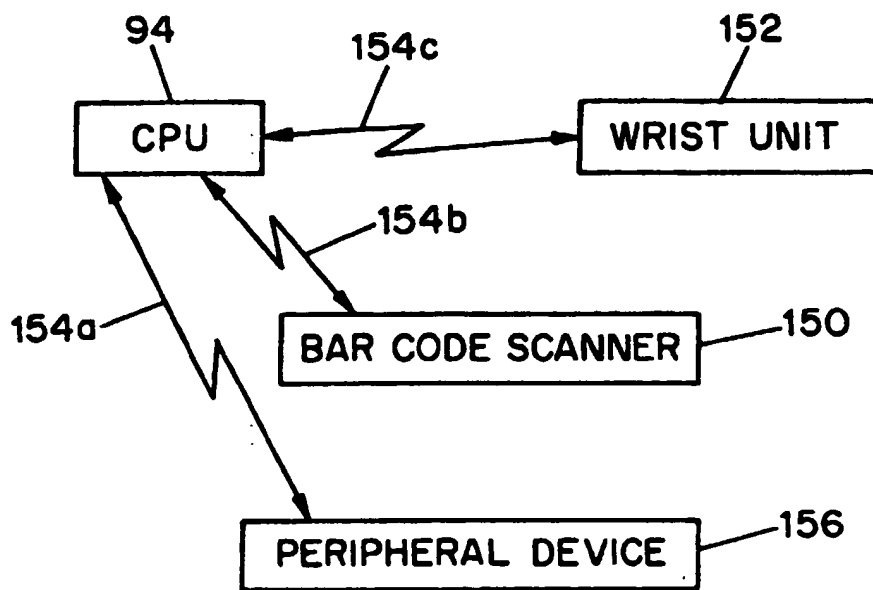 94
154c
152
CPU
WRIST UNIT
154b
154a
BAR CODE SCANNER
150
PERIPHERAL DEVICE
156